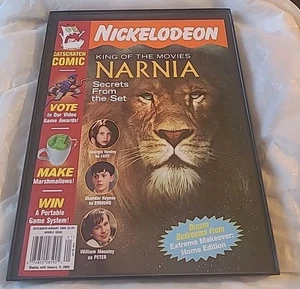 NICKELODEON
CATSCRATCH
COMIC
KING OF THE MOVIES
NARNIA
Secrets
From
the Set
VOTE
In Our Video
Game Awards!
Georgie Henley
as LUCY
MAKE
Marshmallows!
Skandar Keynes
as EDMUND
WIN
A Portable
Game System!
William Moseley
as PETER
Dream
Bedrooms From
Extreme Makeover:
Home Edition